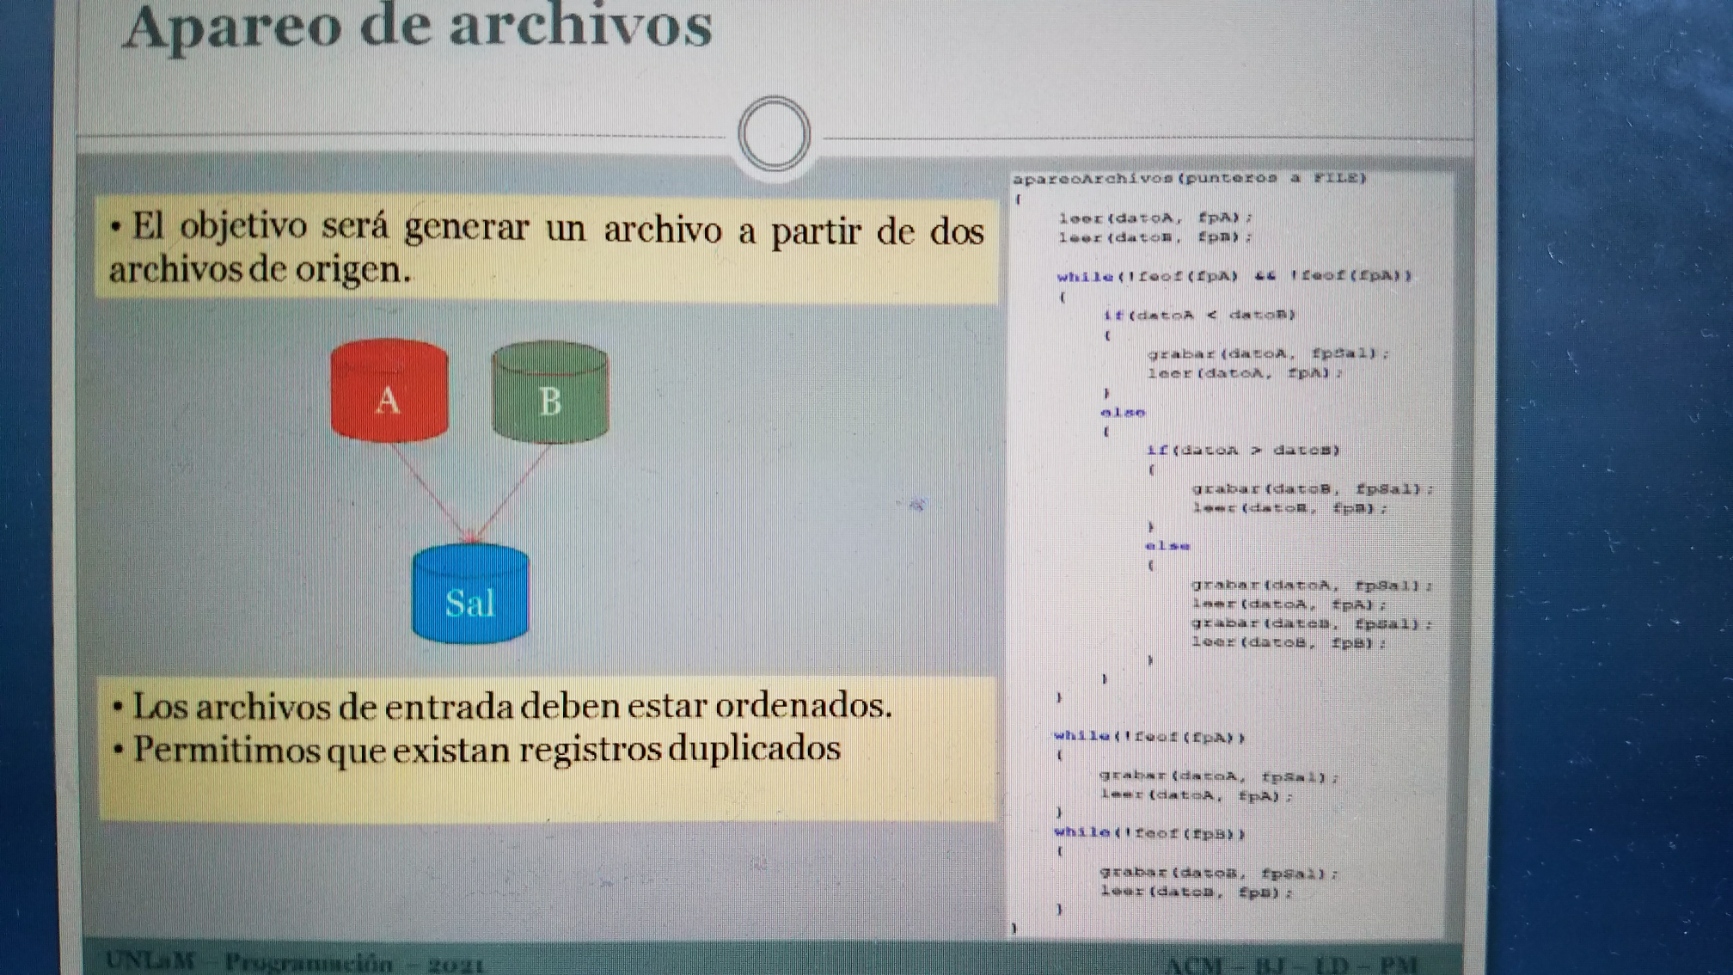 Apareo de archivos
• El objetivo será generar un archivo a partir de dos
archivos de origen.
A
B
Sal
• Los archivos de entrada deben estar ordenados.
• Permitimos que existan registros duplicados
apareoArchivos(punteros a FILE)
{
leer(datoA, fpA);
leer(datoB, fpB);
while(!feof(fpA) && !feof(fpA))
{
if(datoA < datoB)
{
grabar(datoA, fpSal);
leer(datoA, fpA);
}
else
{
if(datoA > datoB)
{
grabar(datoB, fpSal);
leer(datoB, fpB);
}
else
{
grabar(datoA, fpSal);
leer(datoA, fpA);
grabar(datoB, fpSal);
leer(datoB, fpB);
}
}
}
while(!feof(fpA))
{
grabar(datoA, fpSal);
leer(datoA, fpA);
}
while(!feof(fpB))
{
grabar(datoB, fpSal);
leer(datoB, fpB);
}
}
UNLaM – Programación – 2021
ACM – BJ – LD – PM